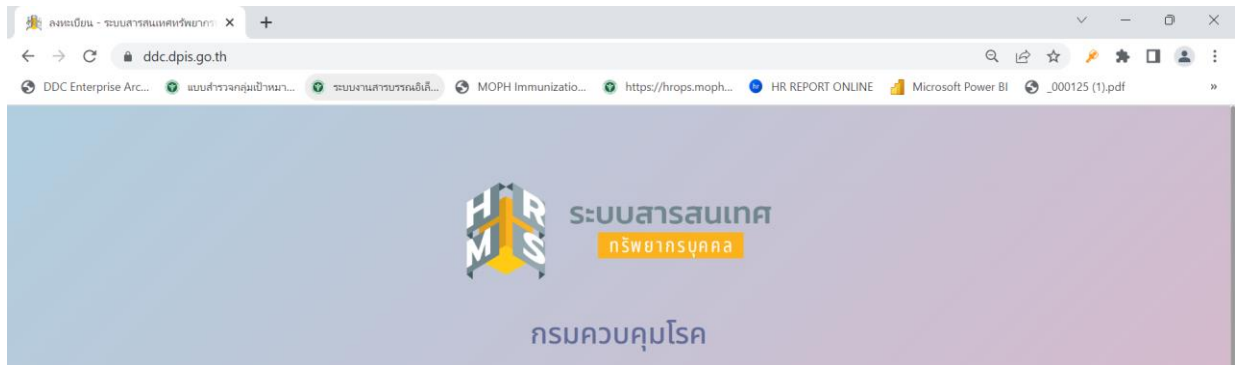 ลงทะเบียน - ระบบสารสนเทศทรัพยากร
ddc.dpis.go.th
DDC Enterprise Arc... แบบสำรวจกลุ่มเป้าหมา... ระบบงานสารบรรณอิเล็... MOPH Immunizatio... https://hrops.moph... HR REPORT ONLINE Microsoft Power BI _000125 (1).pdf »
HR
MS
ระบบสารสนเทศ
ทรัพยากรบุคคล
กรมควบคุมโรค